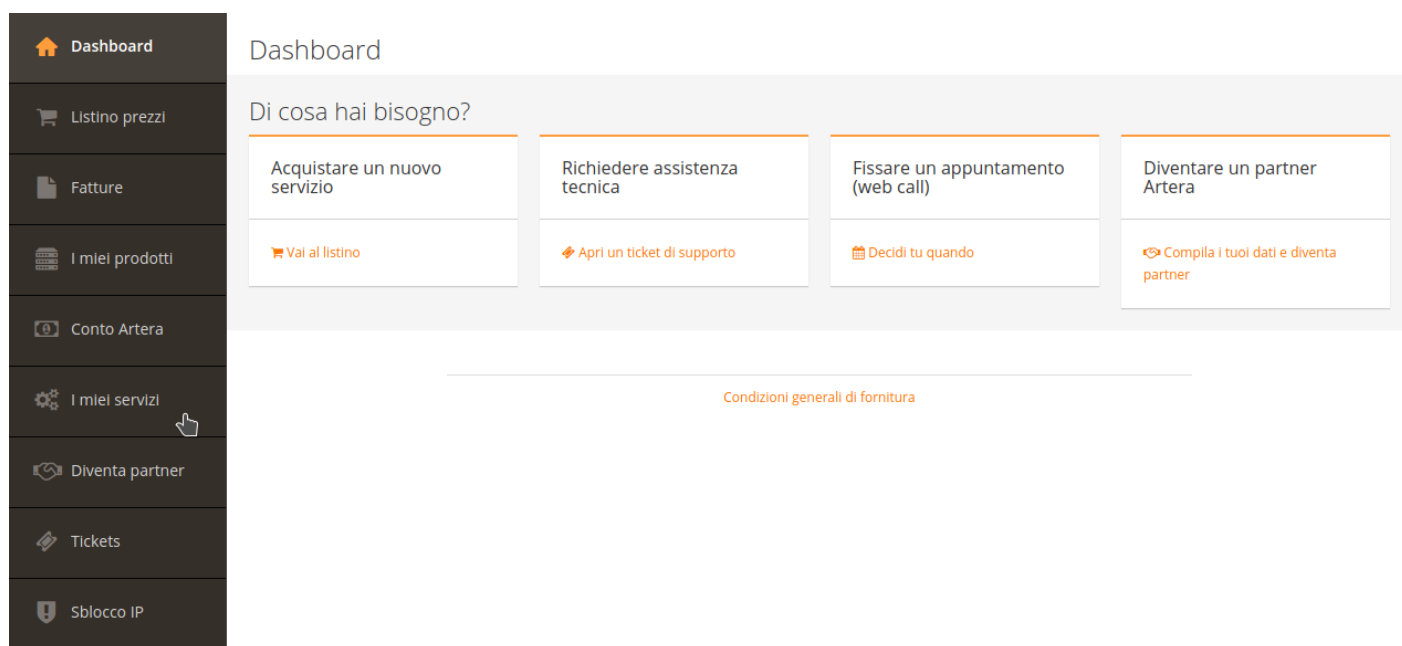 Dashboard
Listino prezzi
Fatture
I miei prodotti
Conto Artera
I miei servizi
Diventa partner
Tickets
Sblocco IP
Dashboard
Di cosa hai bisogno?
Acquistare un nuovo
servizio
Vai al listino
Richiedere assistenza
tecnica
Apri un ticket di supporto
Fissare un appuntamento
(web call)
Decidi tu quando
Diventare un partner
Artera
Compila i tuoi dati e diventa
partner
Condizioni generali di fornitura